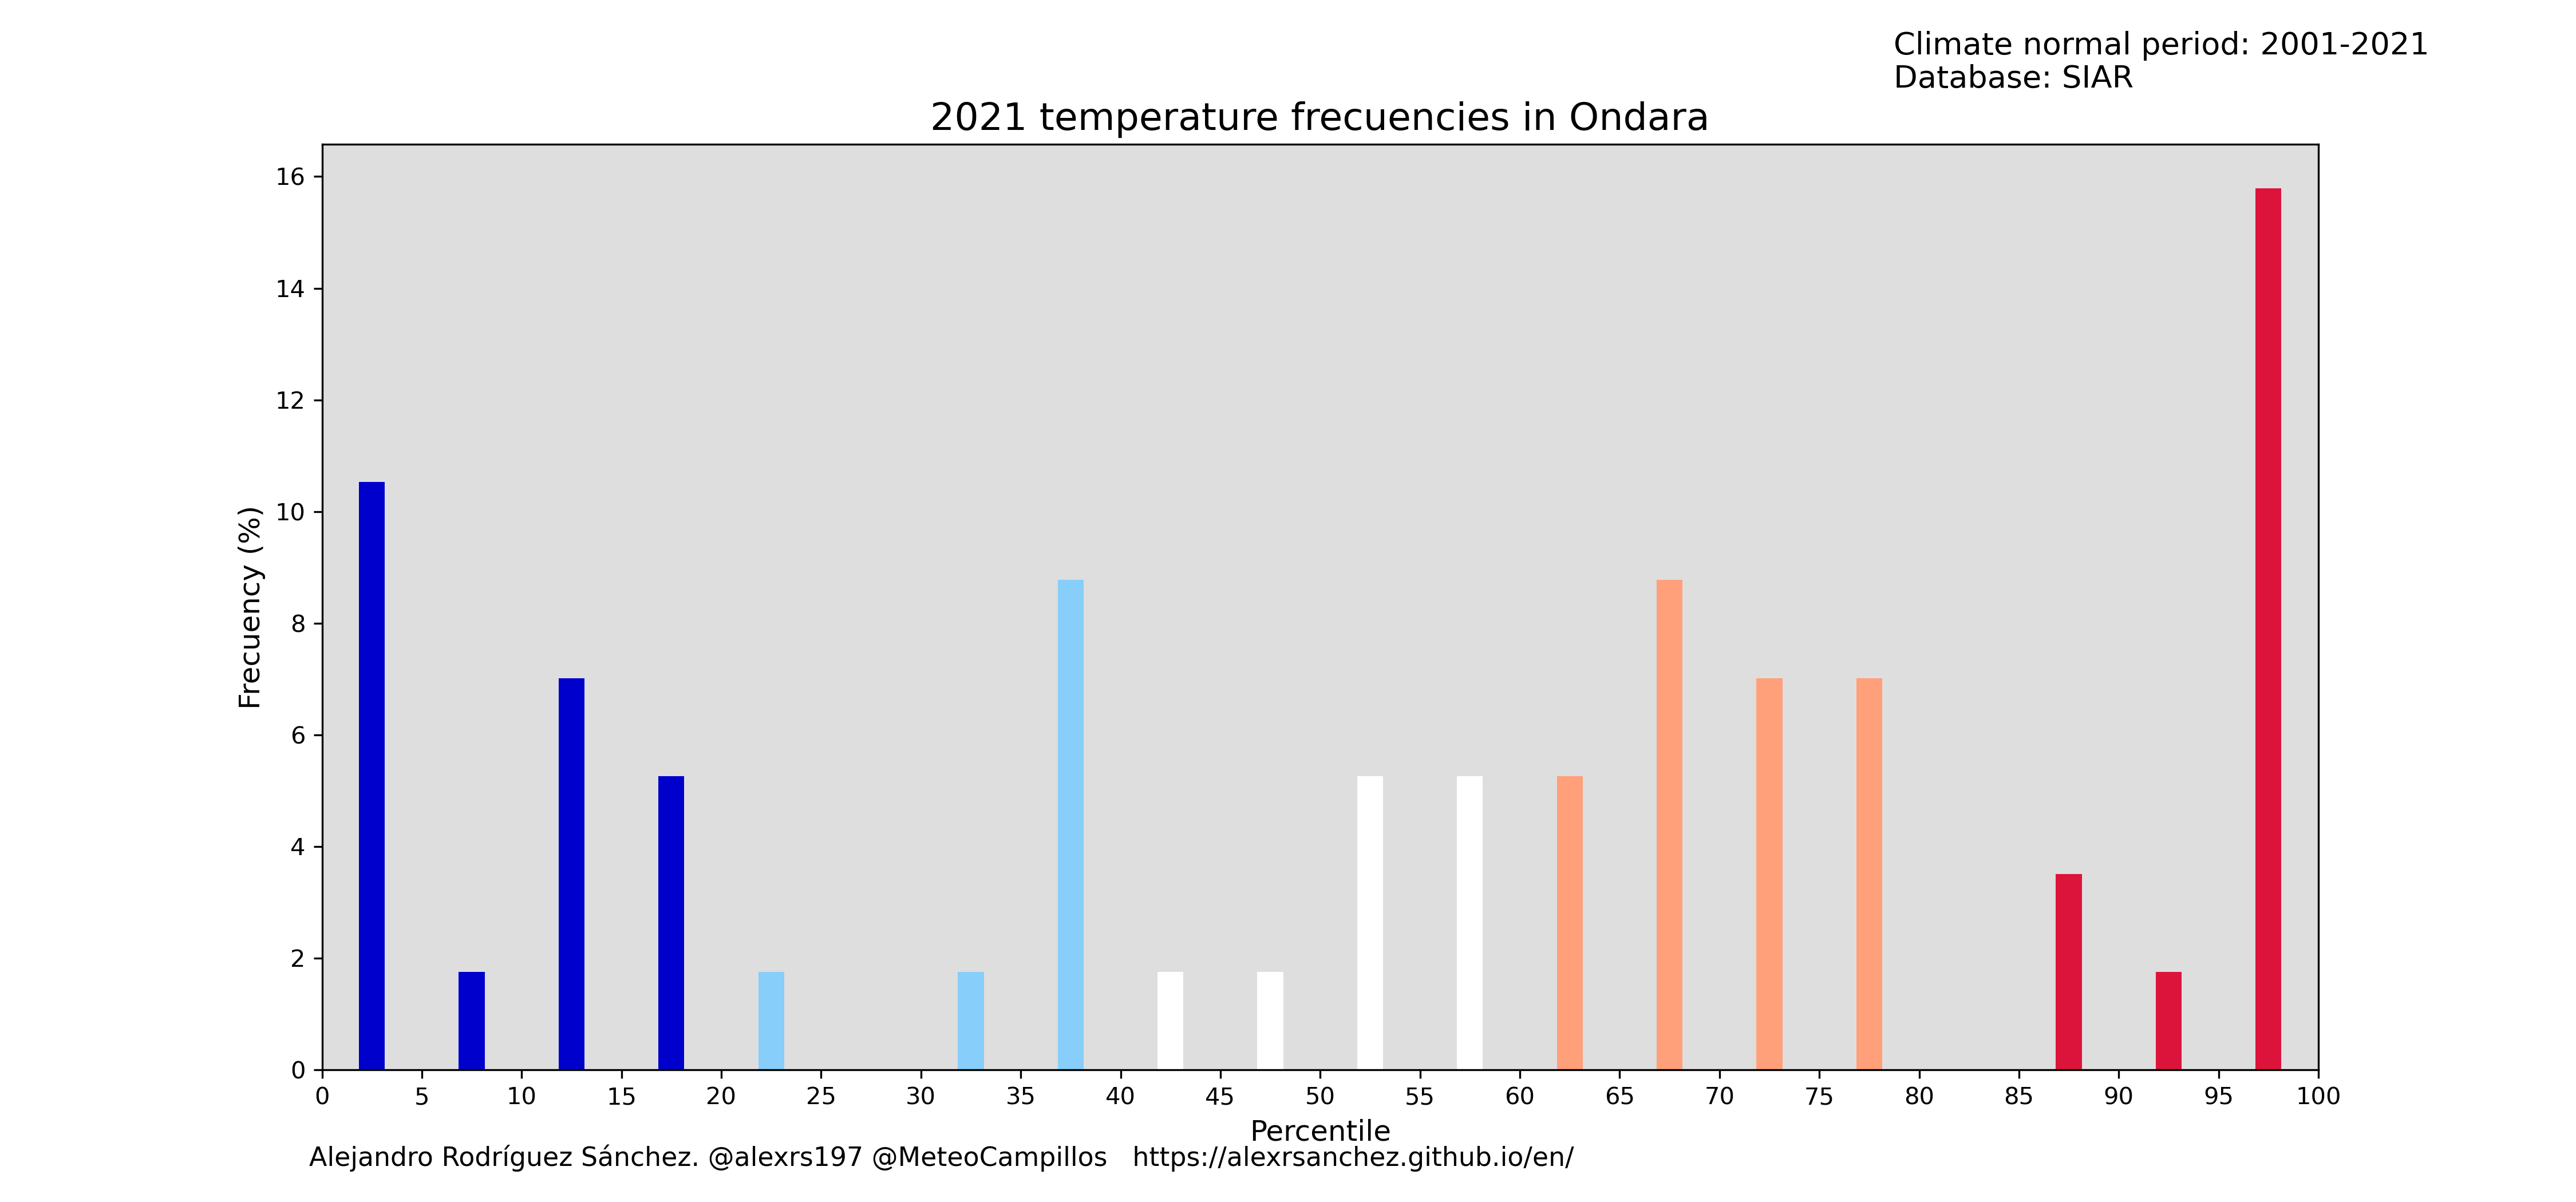 Climate normal period: 2001-2021
Database: SIAR
2021 temperature frecuencies in Ondara
16
14
12
10
8
6
4
2
0
Frecuency (%)
0 5 10 15 20 25 30 35 40 45 50 55 60 65 70 75 80 85 90 95 100
Percentile
Alejandro Rodríguez Sánchez. @alexrs197 @MeteoCampillos https://alexrsanchez.github.io/en/